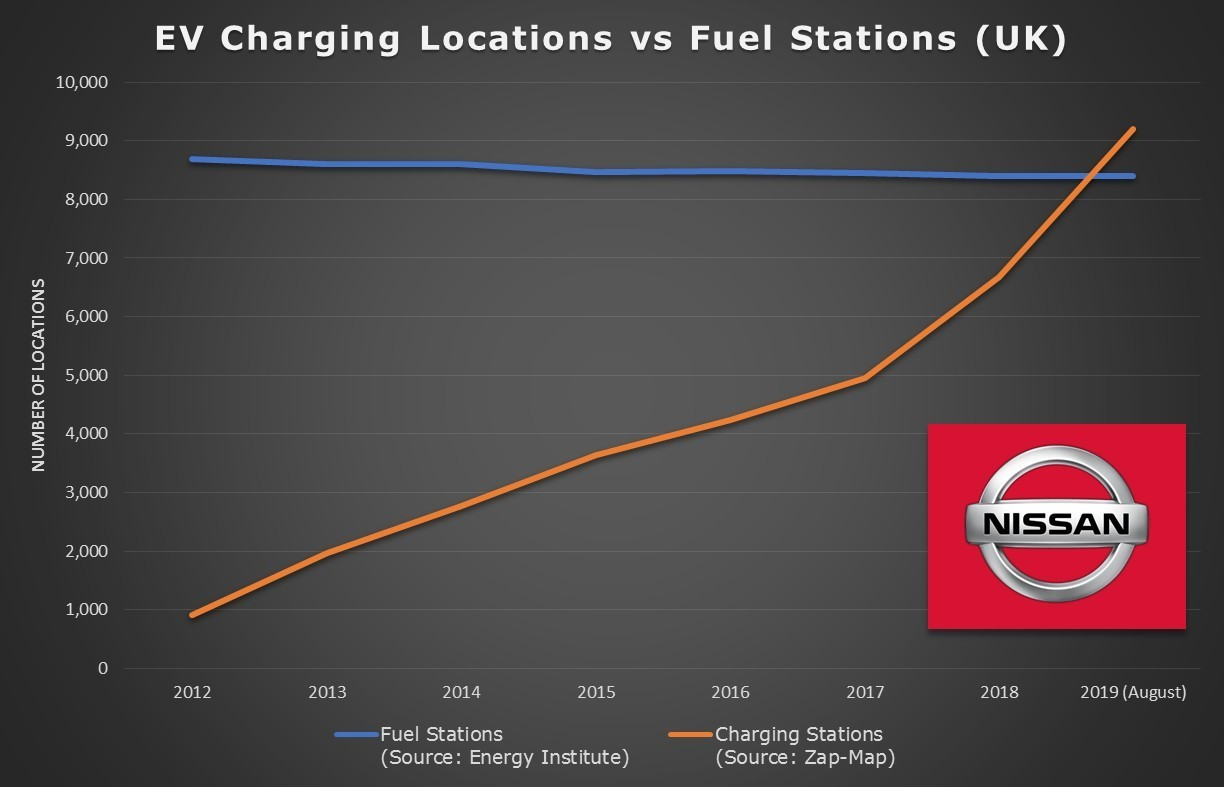 EV Charging Locations vs Fuel Stations (UK)
10,000
9,000
8,000
7,000
6,000
5,000
4,000
3,000
2,000
1,000
0
NUMBER OF LOCATIONS
NISSAN
2012 2013 2014 2015 2016 2017 2018 2019 (August)
Fuel Stations
(Source: Energy Institute)
Charging Stations
(Source: Zap-Map)